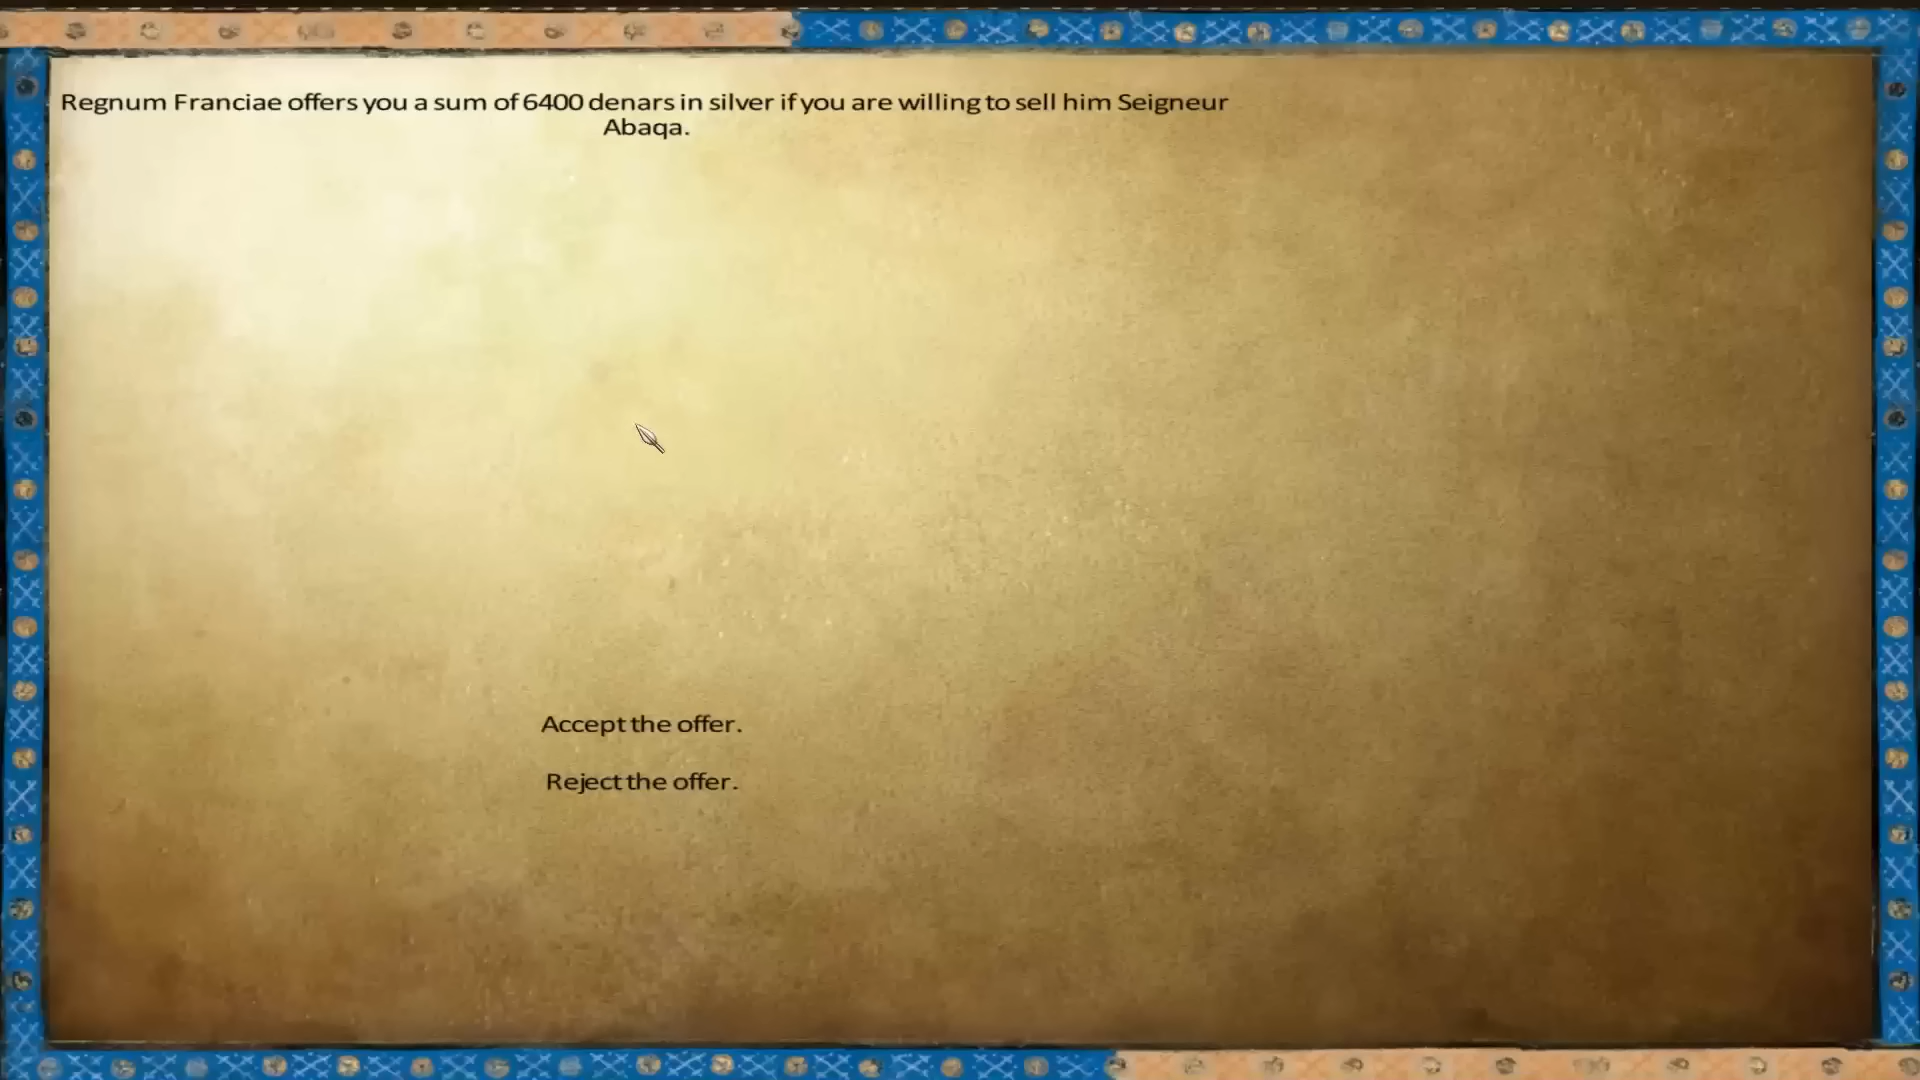 Regnum Franciae offers you a sum of 6400 denars in silver if you are willing to sell him Seigneur
Abaqa.
Accept the offer.
Reject the offer.